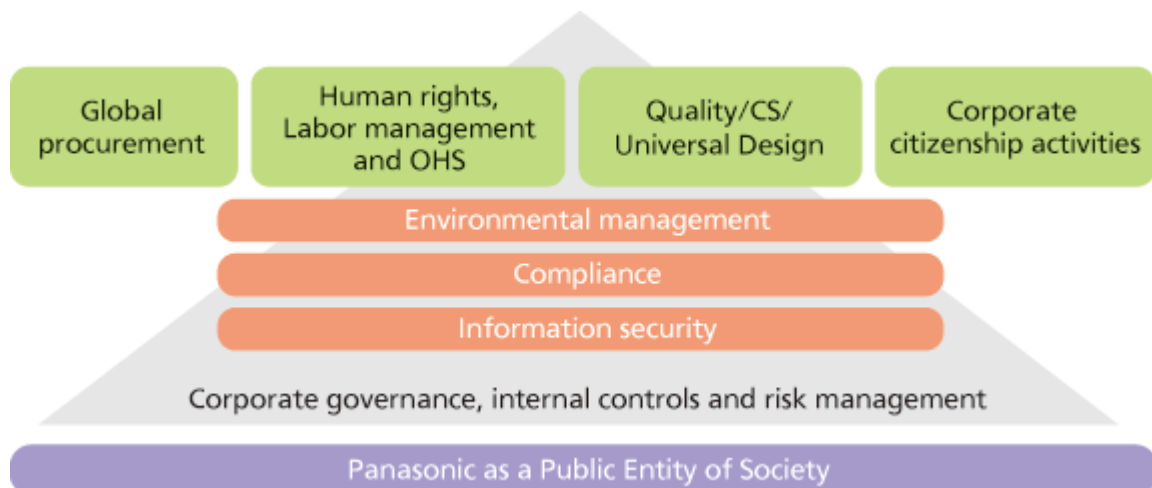 Global
procurement
Human rights,
Labor management
and OHS
Quality/CS/
Universal Design
Corporate
citizenship activities
Environmental management
Compliance
Information security
Corporate governance, internal controls and risk management
Panasonic as a Public Entity of Society